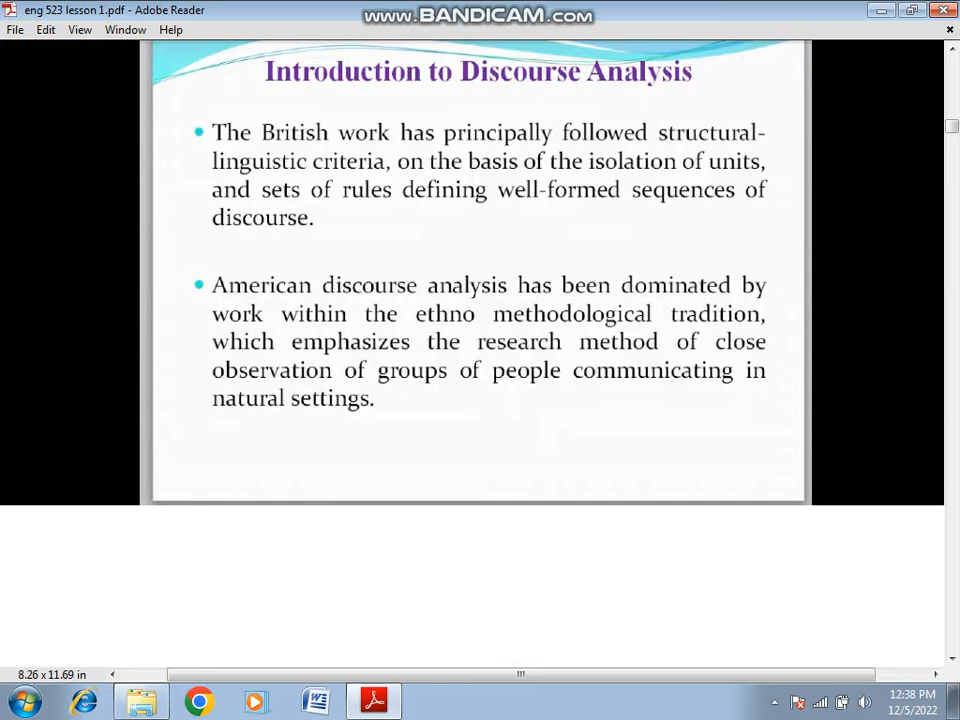 eng 523 lesson 1.pdf - Adobe Reader
www.BANDICAM.com
File Edit View Window Help
Introduction to Discourse Analysis
• The British work has principally followed structural-
linguistic criteria, on the basis of the isolation of units,
and sets of rules defining well-formed sequences of
discourse.
• American discourse analysis has been dominated by
work within the ethno methodological tradition,
which emphasizes the research method of close
observation of groups of people communicating in
natural settings.
8.26 x 11.69 in
12:38 PM
12/5/2022